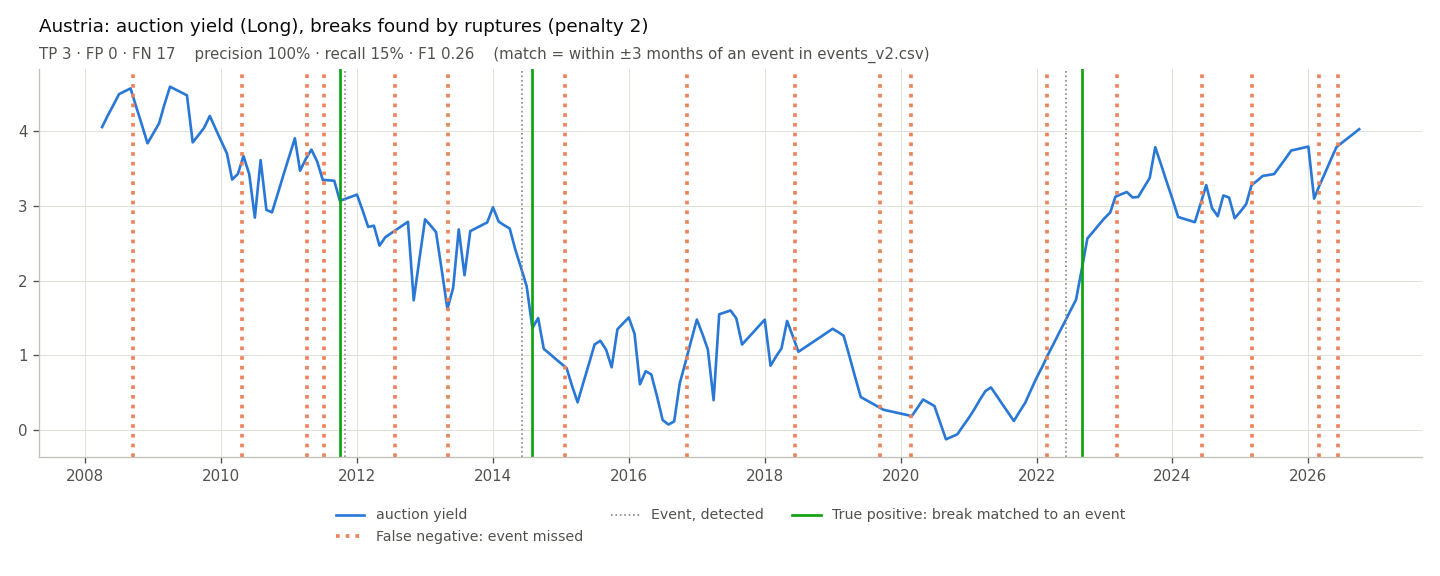 Austria: auction yield (Long), breaks found by ruptures (penalty 2)
TP 3 · FP 0 · FN 17    precision 100% · recall 15% · F1 0.26    (match = within ±3 months of an event in events_v2.csv)
4
3
2
1
0
2008 2010 2012 2014 2016 2018 2020 2022 2024 2026
auction yield    Event, detected    True positive: break matched to an event
False negative: event missed